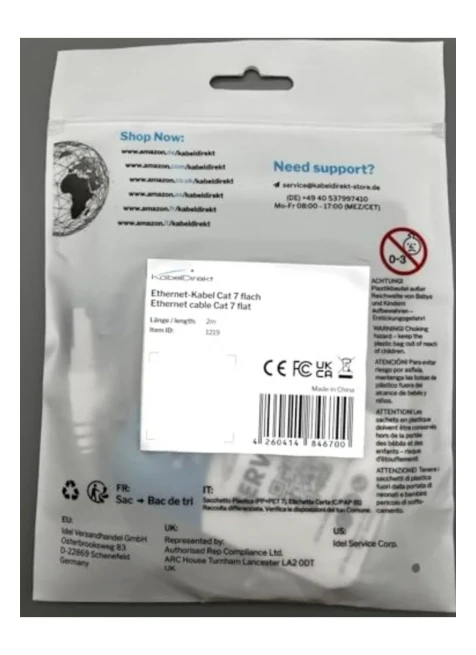 Shop Now:
www.amazon.de/kabeldirekt
www.amazon.com/kabeldirekt
www.amazon.co.uk/kabeldirekt
www.amazon.es/kabeldirekt
www.amazon.fr/kabeldirekt
www.amazon.it/kabeldirekt
Need support?
service@kabeldirekt-store.de
(DE) +49 40 537997410
Mo-Fr 08:00 - 17:00 (MEZ/CET)
0-3
ACHTUNG!
Plastikbeutel außer
Reichweite von Babys
und Kindern
aufbewahren -
Erstickungsgefahr!
WARNING! Choking
hazard - keep the
plastic bag out of reach
of children.
ATENCIÓN! Para evitar
riesgo por asfixia,
mantenga las bolsas de
plástico fuera del
alcance de bebés y
niños.
ATTENTION! Les
sachets en plastique
doivent être conservés
hors de la portée
des bébés et des
enfants - risque
d'étouffement!
ATTENZIONE! Tenere i
sacchetti di plastica
fuori dalla portata di
neonati e bambini
pericolo di soffo-
camento.
KabelDirekt
Ethernet-Kabel Cat 7 flach
Ethernet cable Cat 7 flat
Länge / length: 2m
Item ID: 1219
CE FC UK
CA
Made in China
4 260414 846700
FR:
Sac → Bac de tri
IT:
Sacchetto Plastica (PP+PET 7), Etichetta Carta (C/PAP 81)
Raccolta differenziata. Verifica le disposizioni del tuo Comune.
EU:
Idel Versandhandel GmbH
Osterbrooksweg 83
D-22869 Schenefeld
Germany
UK:
Represented by:
Authorised Rep Compliance Ltd.
ARC House Turnham Lancaster LA2 0DT
UK
US:
Idel Service Corp.